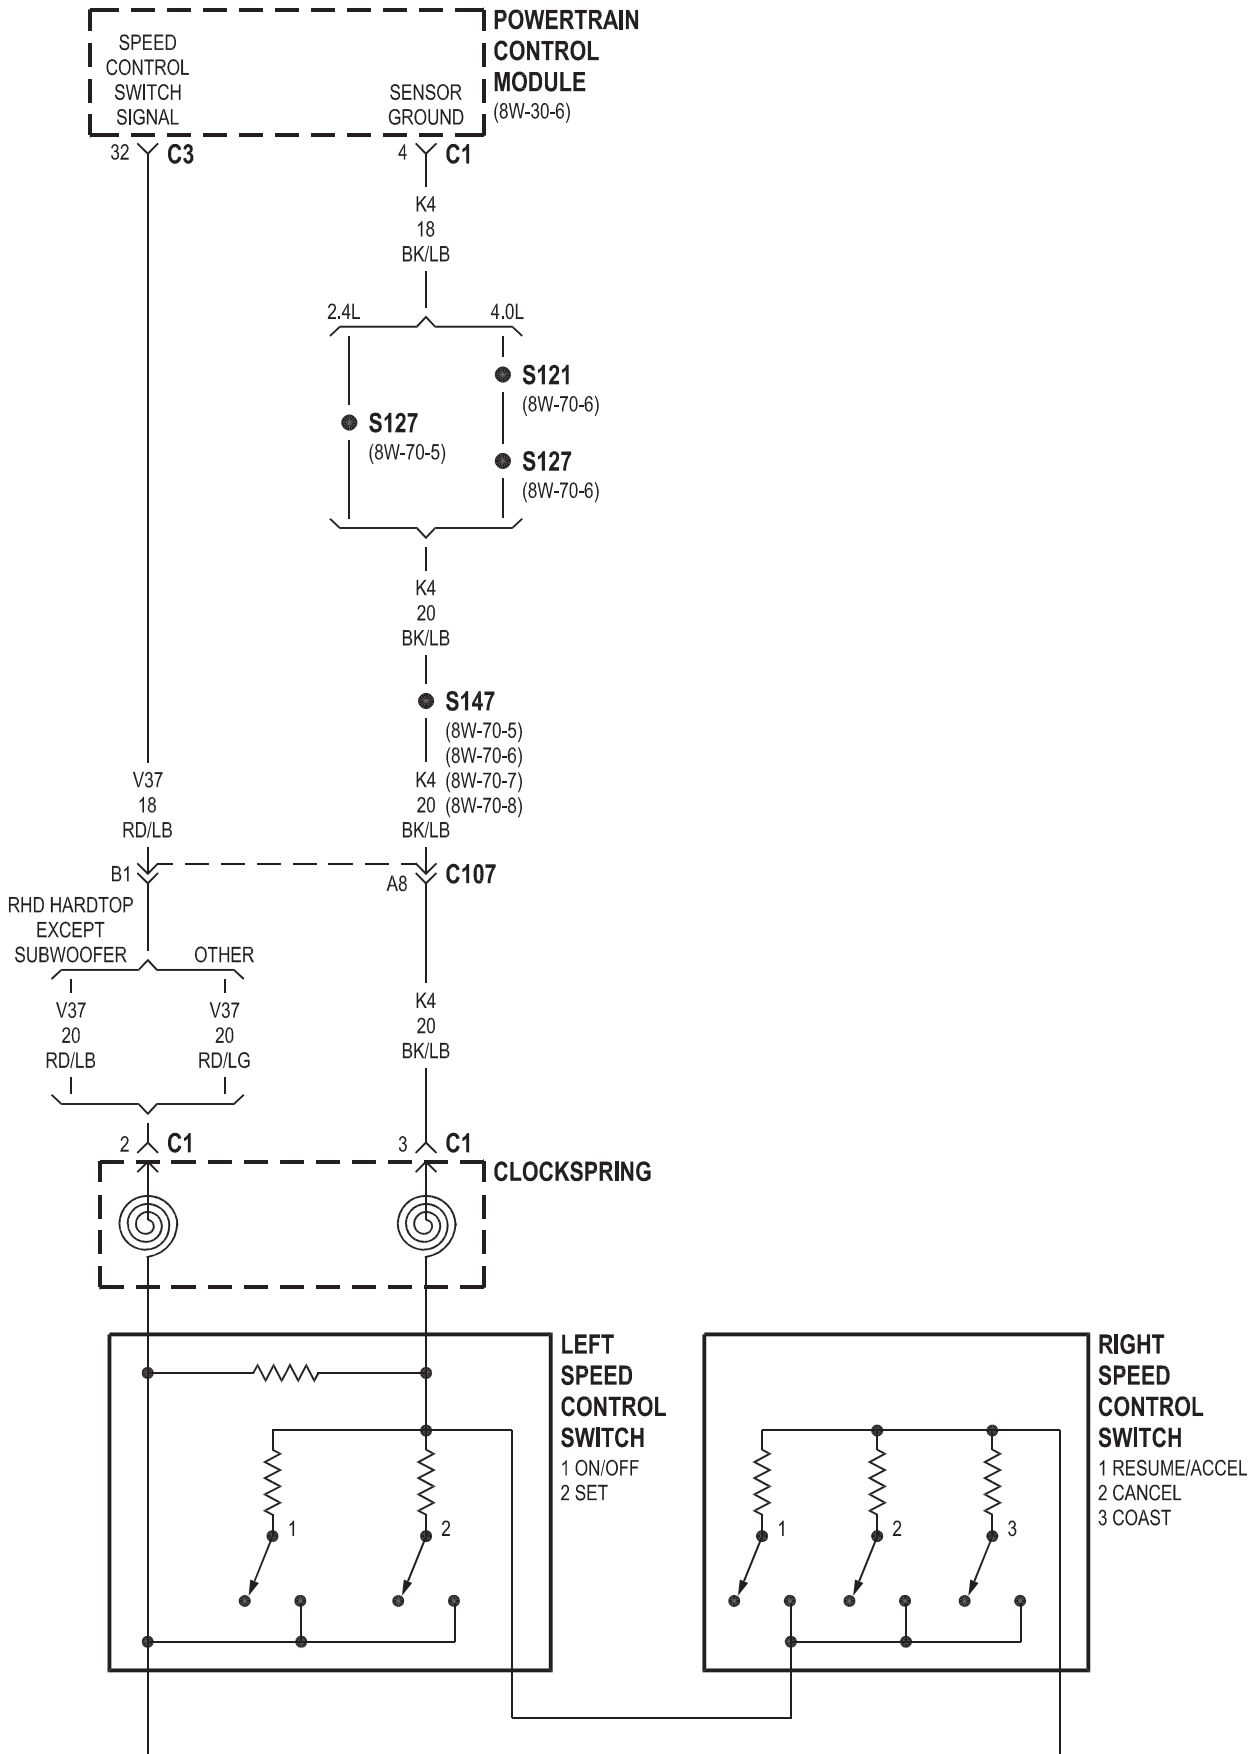 POWERTRAIN
CONTROL
MODULE
(8W-30-6)
SPEED
CONTROL
SWITCH
SIGNAL
SENSOR
GROUND
32 C3
4 C1
K4
18
BK/LB
2.4L
4.0L
S121
(8W-70-6)
S127
(8W-70-5)
S127
(8W-70-6)
K4
20
BK/LB
S147
(8W-70-5)
(8W-70-6)
(8W-70-7)
(8W-70-8)
V37
18
RD/LB
K4
20
BK/LB
B1
A8
C107
RHD HARDTOP
EXCEPT
SUBWOOFER
OTHER
V37
20
RD/LB
V37
20
RD/LG
K4
20
BK/LB
2 C1
3 C1
CLOCKSPRING
LEFT
SPEED
CONTROL
SWITCH
1 ON/OFF
2 SET
1
2
RIGHT
SPEED
CONTROL
SWITCH
1 RESUME/ACCEL
2 CANCEL
3 COAST
1
2
3